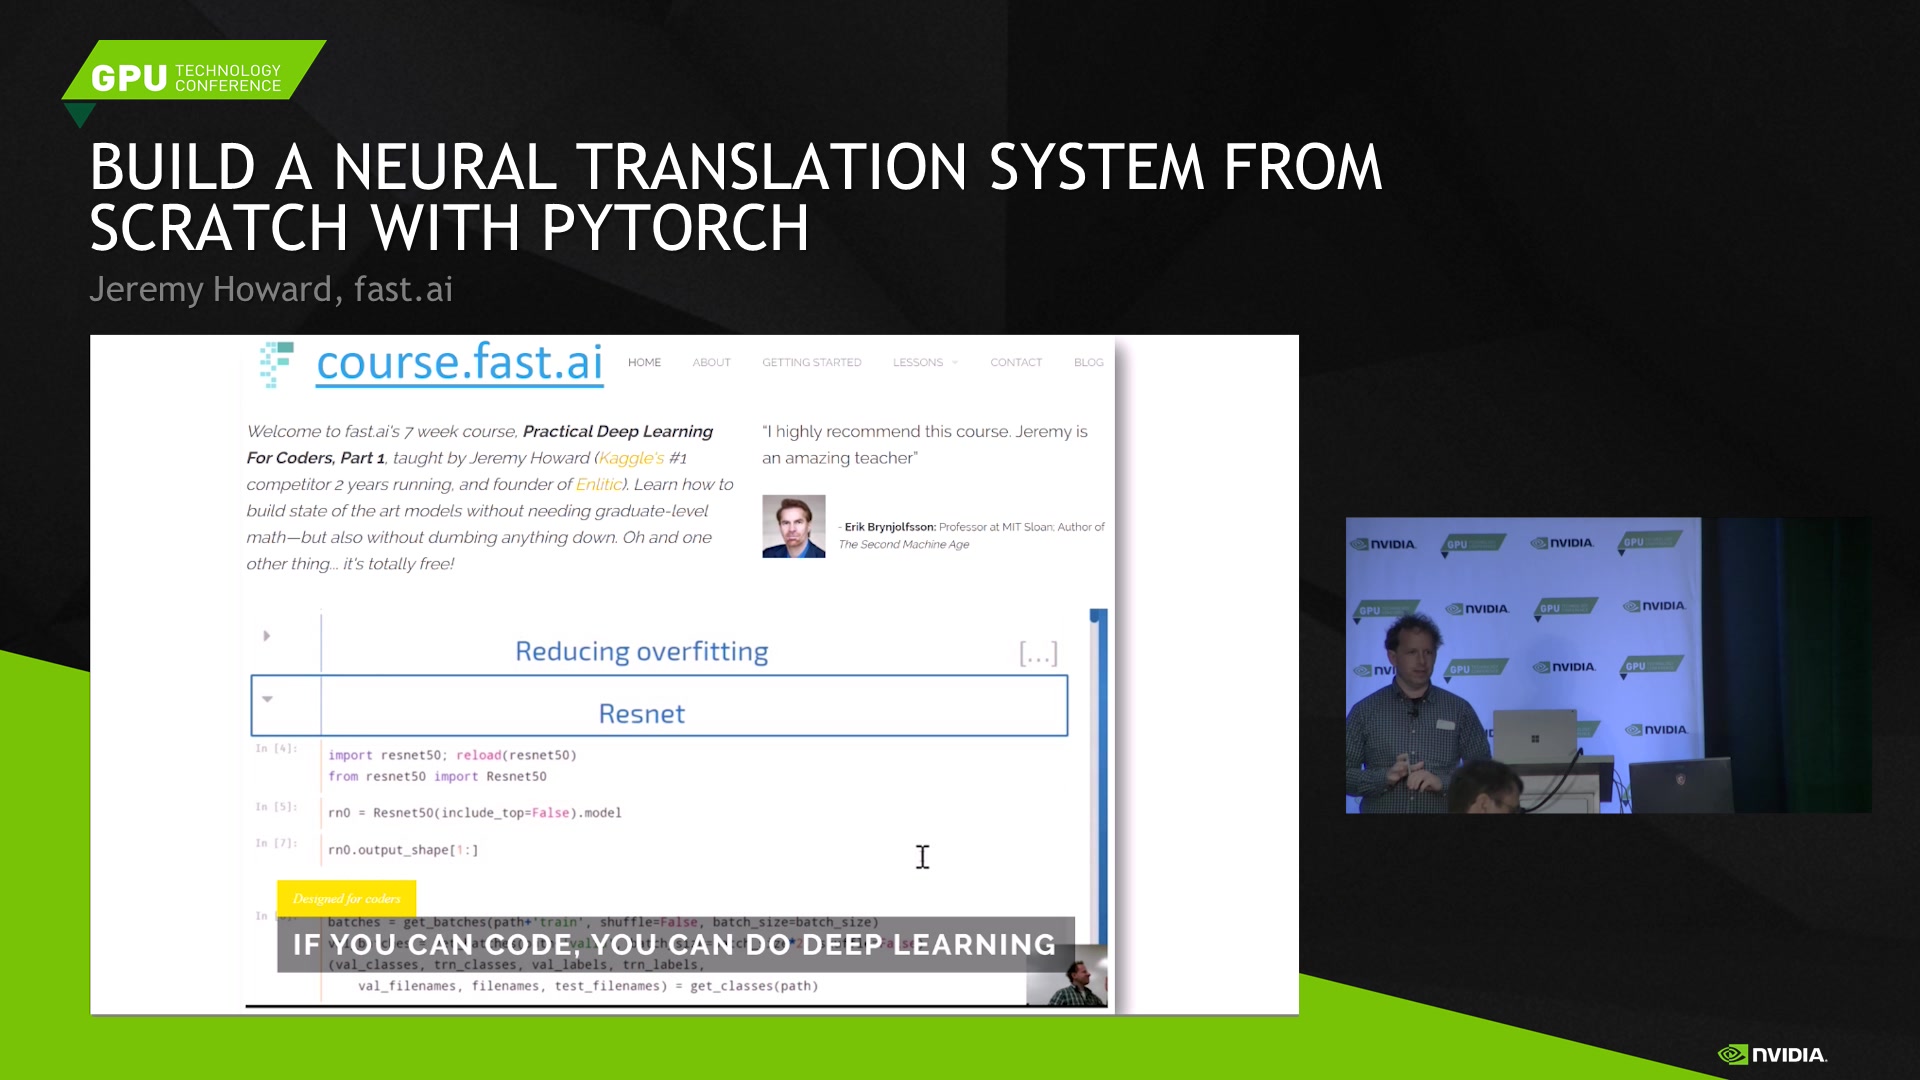 GPU TECHNOLOGY CONFERENCE
BUILD A NEURAL TRANSLATION SYSTEM FROM
SCRATCH WITH PYTORCH
Jeremy Howard, fast.ai
course.fast.ai HOME ABOUT GETTING STARTED LESSONS CONTACT BLOG
Welcome to fast.ai's 7 week course, Practical Deep Learning
For Coders, Part 1, taught by Jeremy Howard (Kaggle's #1
competitor 2 years running, and founder of Enlitic). Learn how to
build state of the art models without needing graduate-level
math—but also without dumbing anything down. Oh and one
other thing... it's totally free!
“I highly recommend this course. Jeremy is
an amazing teacher”
- Erik Brynjolfsson: Professor at MIT Sloan; Author of
The Second Machine Age
Reducing overfitting [...]
Resnet
In [4]: import resnet50; reload(resnet50)
from resnet50 import Resnet50
In [5]: rn0 = Resnet50(include_top=False).model
In [7]: rn0.output_shape[1:]
Designed for coders
In batches = get_batches(path+'train', shuffle=False, batch_size=batch_size)
IF YOU CAN CODE, YOU CAN DO DEEP LEARNING
(val_classes, trn_classes, val_labels, trn_labels,
val_filenames, filenames, test_filenames) = get_classes(path)
NVIDIA. GPU NVIDIA. GPU
GPU NVIDIA. GPU NVIDIA.
GPU NVIDIA. GPU
NVIDIA.
NVIDIA.